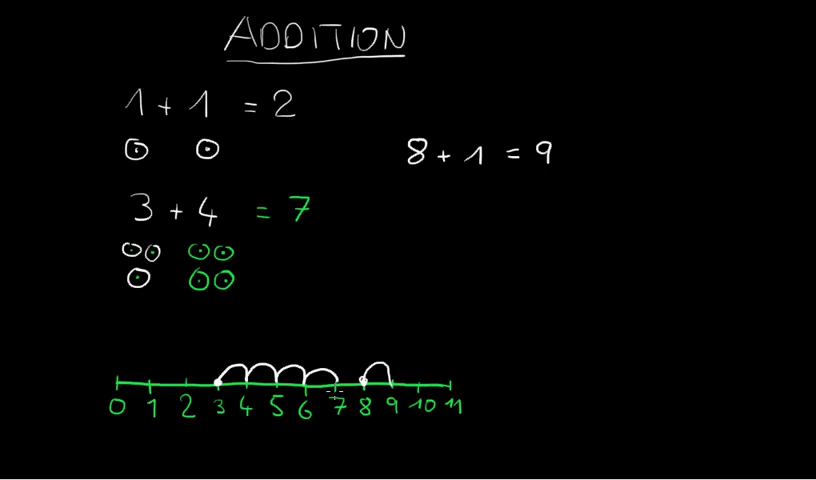 ADDITION
1 + 1 = 2
8 + 1 = 9
3 + 4 = 7
0 1 2 3 4 5 6 7 8 9 10 11